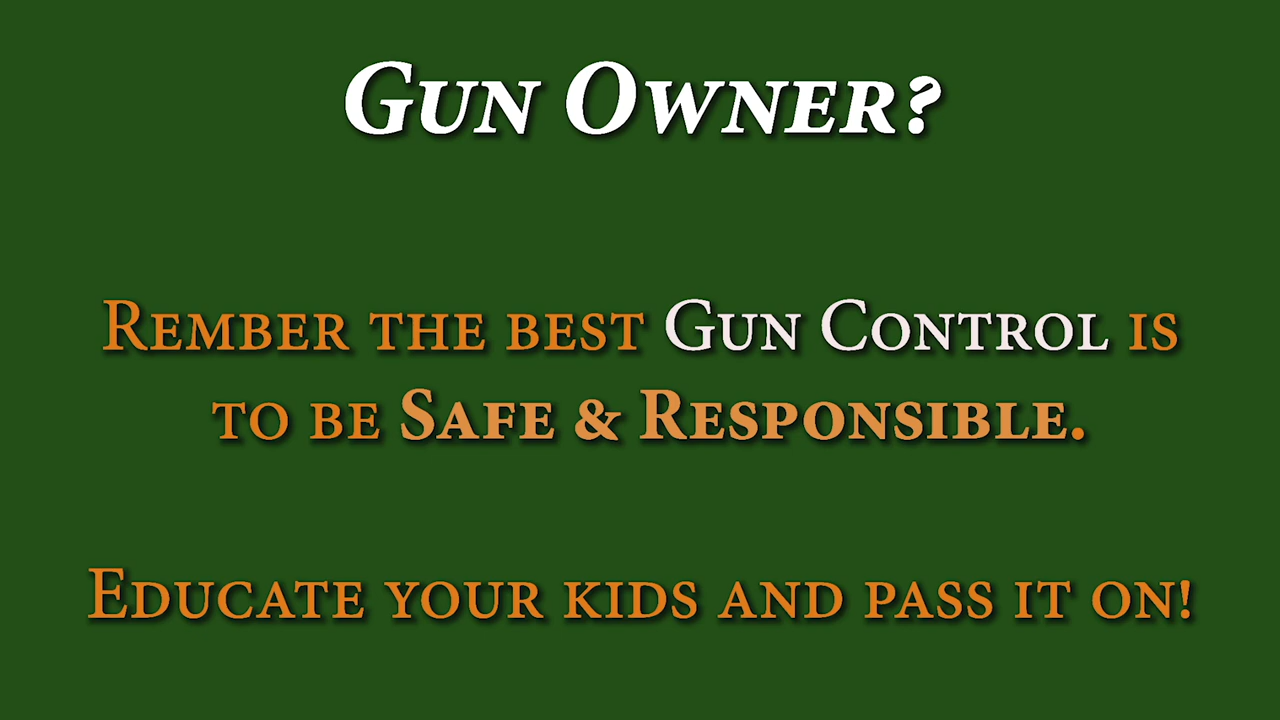 Gun Owner?
Rember the best Gun Control is
to be Safe & Responsible.
Educate your kids and pass it on!